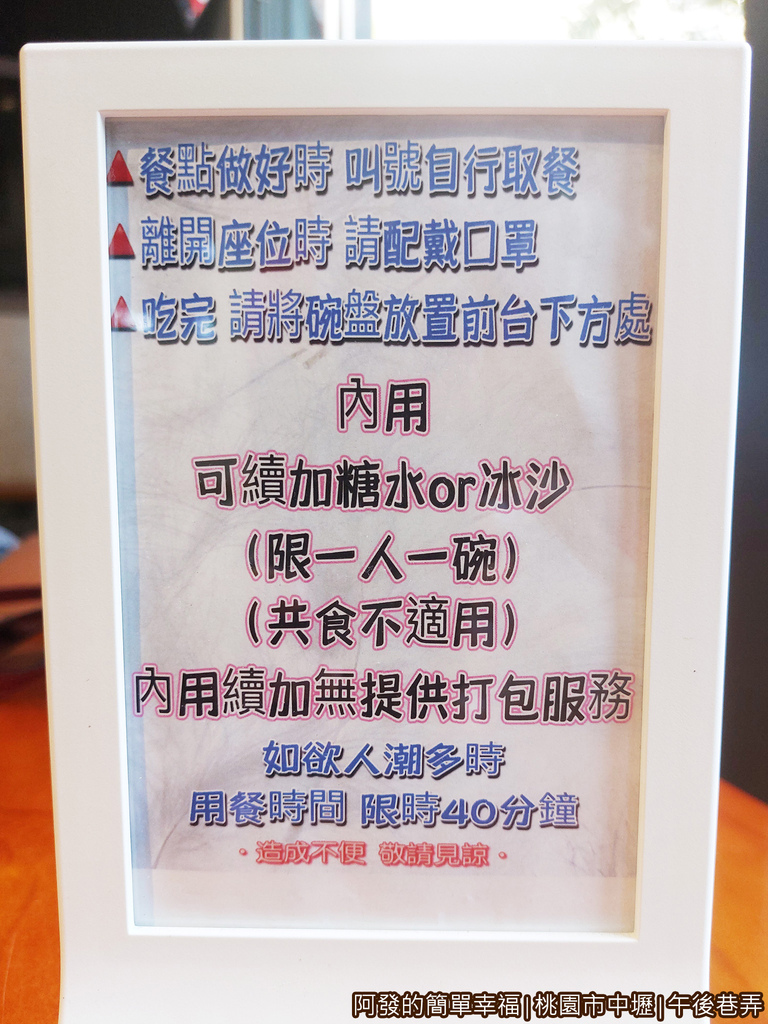 ▲餐點做好時 叫號自行取餐
▲離開座位時 請配戴口罩
▲吃完 請將碗盤放置前台下方處
內用
可續加糖水or冰沙
(限一人一碗)
(共食不適用)
內用續加無提供打包服務
如欲人潮多時
用餐時間 限時40分鐘
·造成不便 敬請見諒·
阿發的簡單幸福|桃園市中壢|午後巷弄